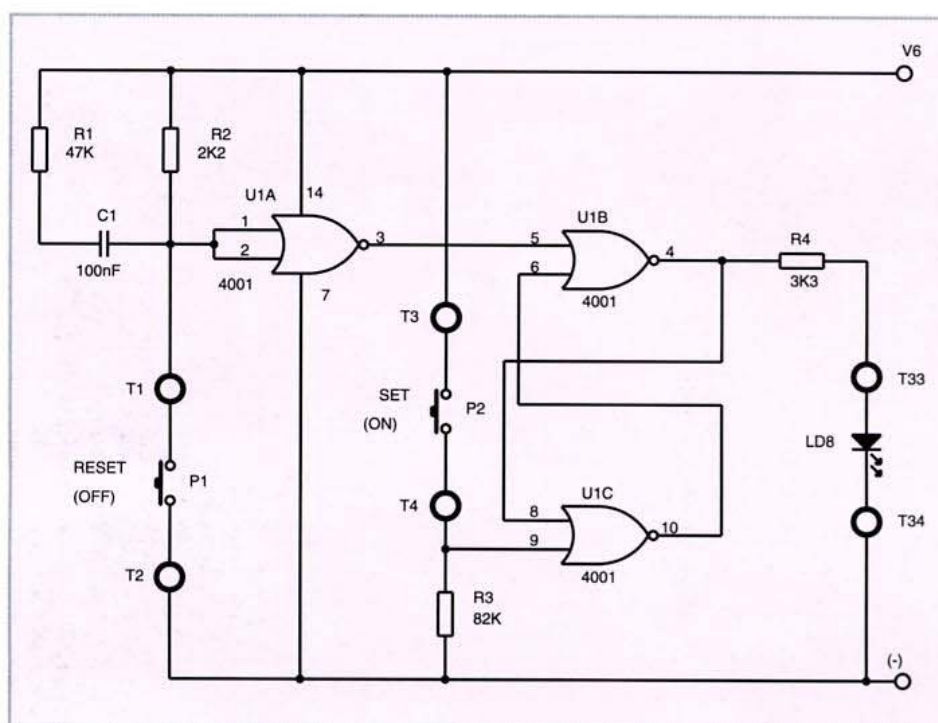 V6
R1
47K
R2
2K2
C1
100nF
U1A
14
1
2
3
4001
7
U1B
5
6
4
4001
R4
3K3
T3
T1
T33
SET
(ON)
P2
LD8
RESET
(OFF)
P1
T4
U1C
8
9
10
4001
T34
T2
R3
82K
(-)